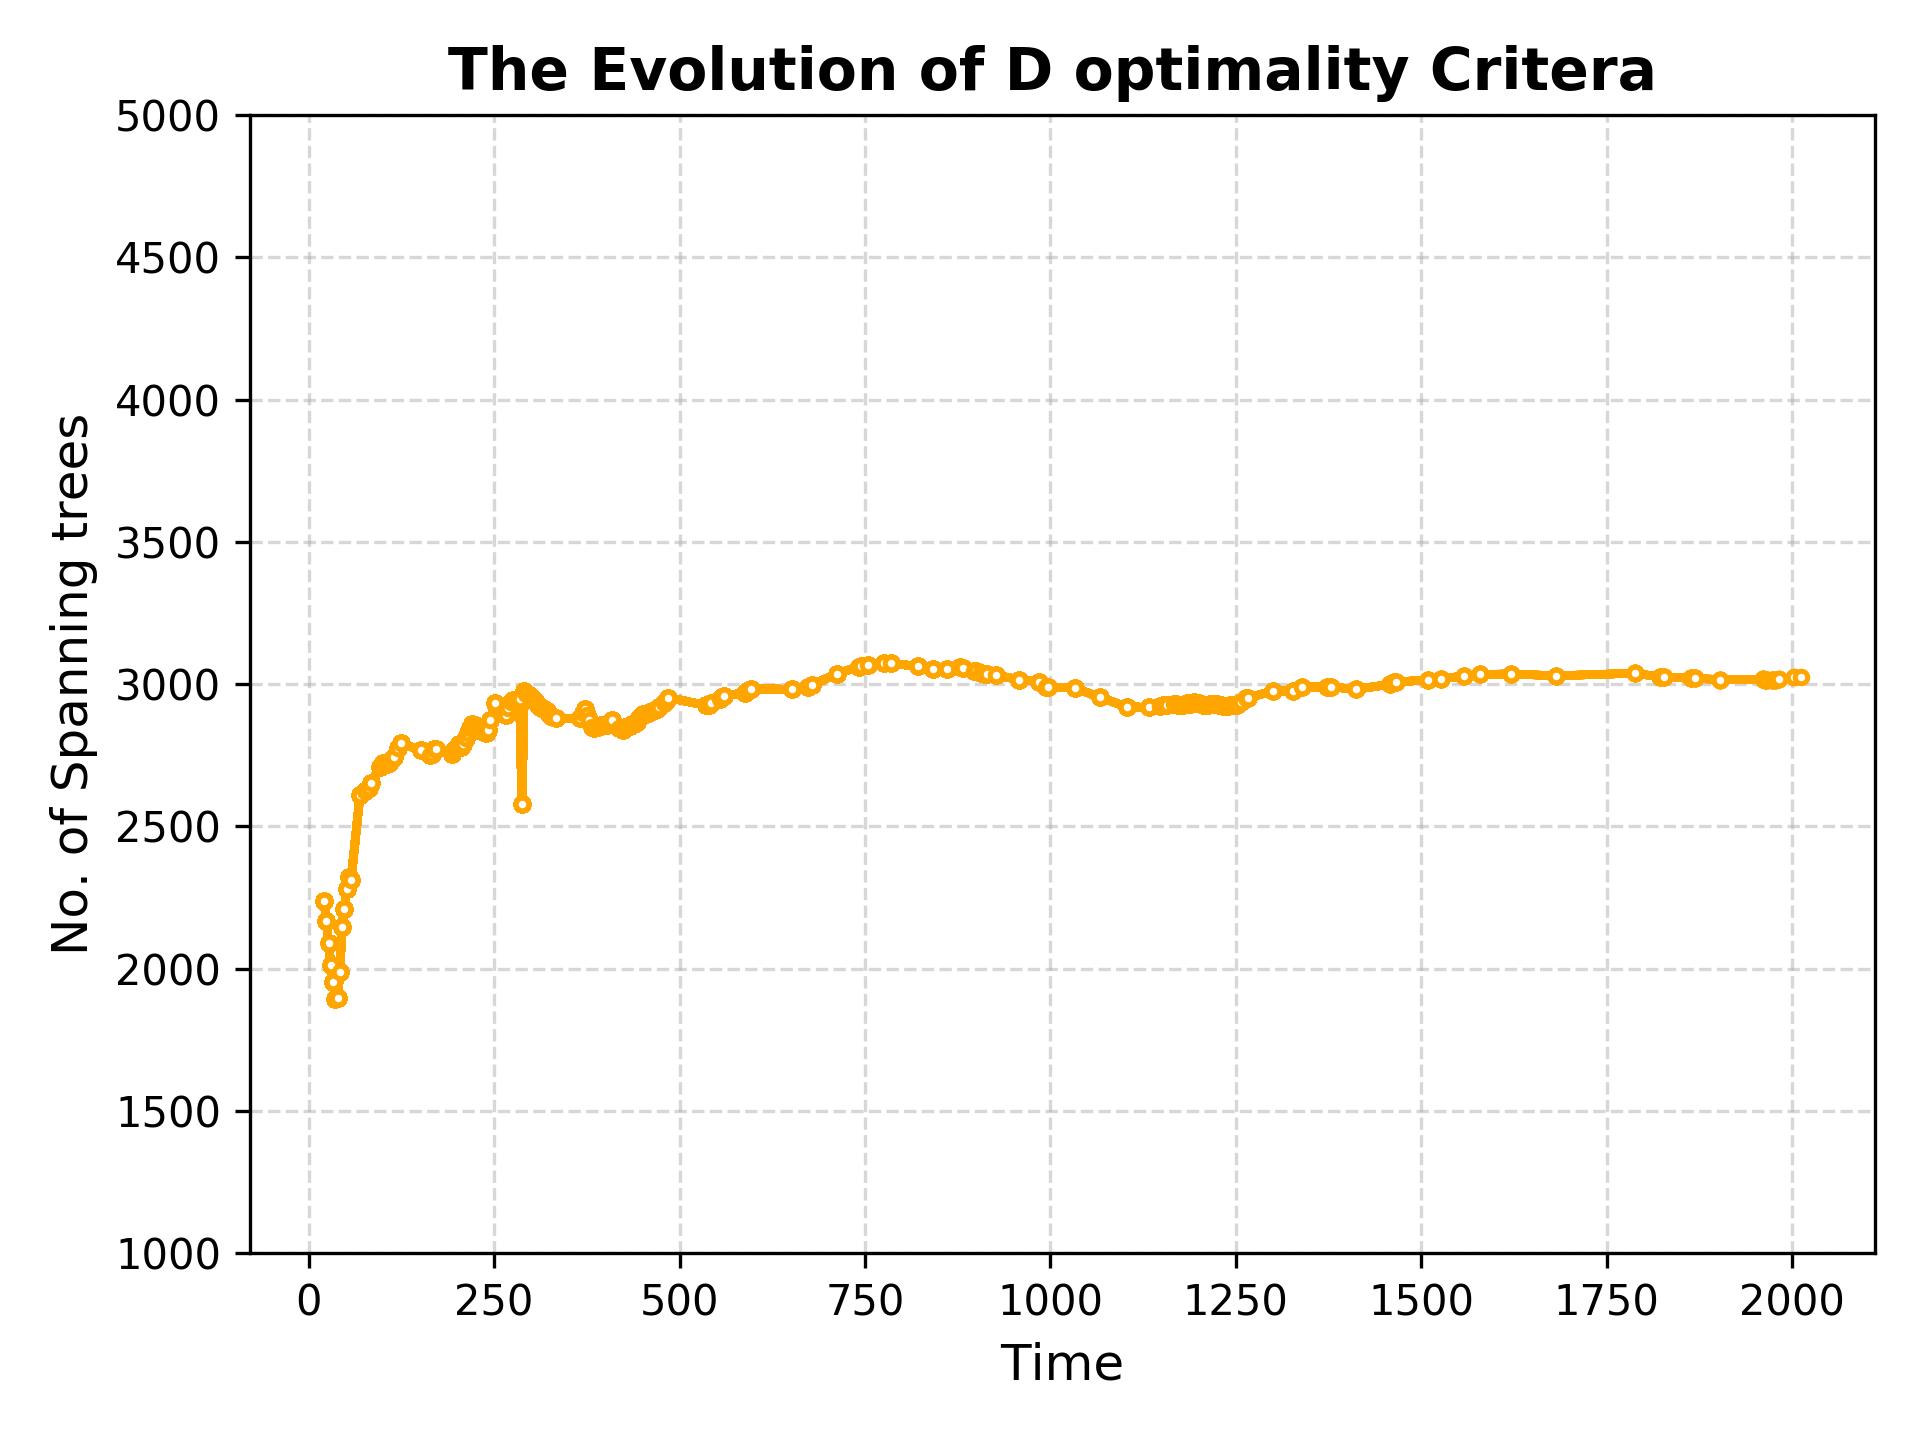 The Evolution of D optimality Critera
5000
4500
4000
3500
3000
2500
2000
1500
1000
No. of Spanning trees
0 250 500 750 1000 1250 1500 1750 2000
Time